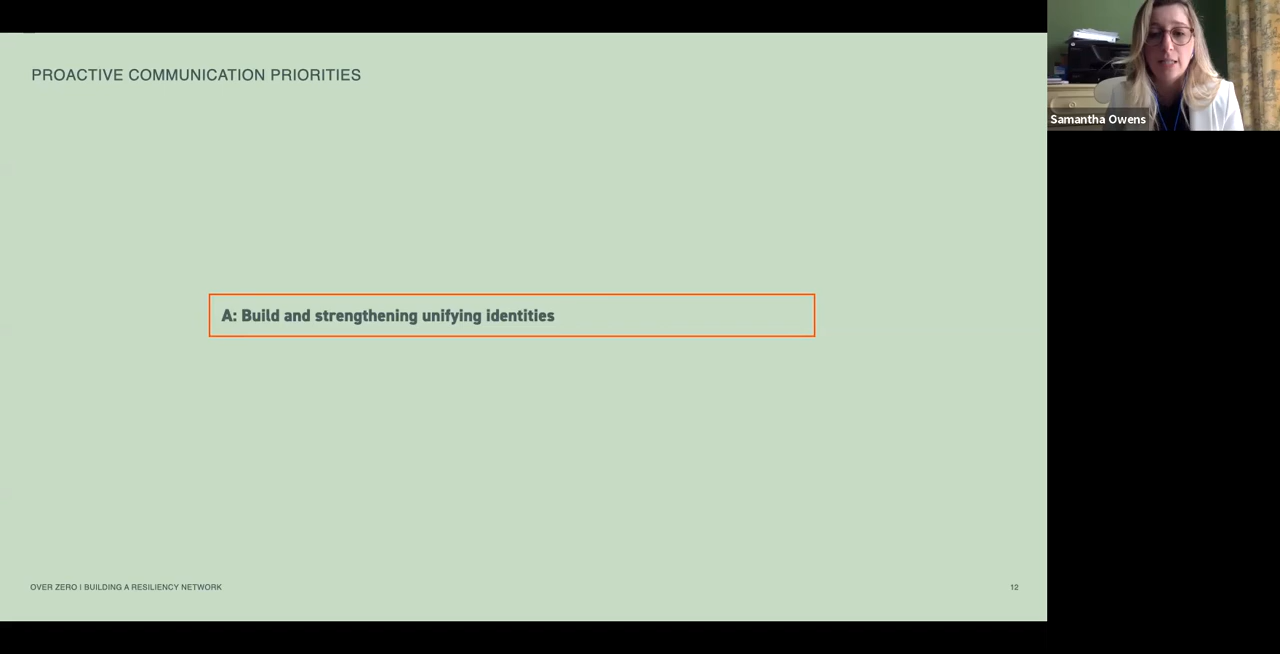 PROACTIVE COMMUNICATION PRIORITIES
Samantha Owens
A: Build and strengthening unifying identities
OVER ZERO | BUILDING A RESILIENCY NETWORK
12